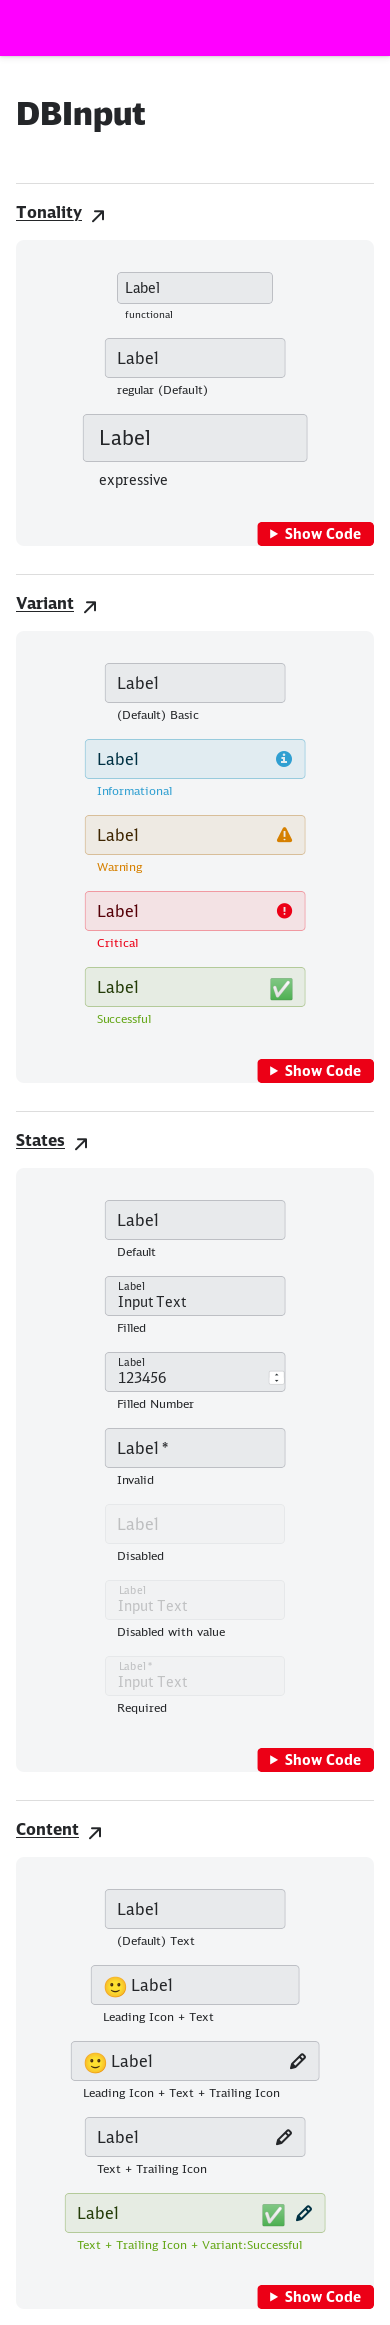 DBInput
Tonality
Label
functional
Label
regular (Default)
Label
expressive
Show Code
Variant
Label
(Default) Basic
Label
Informational
Label
Warning
Label
Critical
Label
Successful
Show Code
States
Label
Default
Label
Input Text
Filled
Label
123456
Filled Number
Label *
Invalid
Label
Disabled
Label
Input Text
Disabled with value
Label *
Input Text
Required
Show Code
Content
Label
(Default) Text
Label
Leading Icon + Text
Label
Leading Icon + Text + Trailing Icon
Label
Text + Trailing Icon
Label
Text + Trailing Icon + Variant:Successful
Show Code